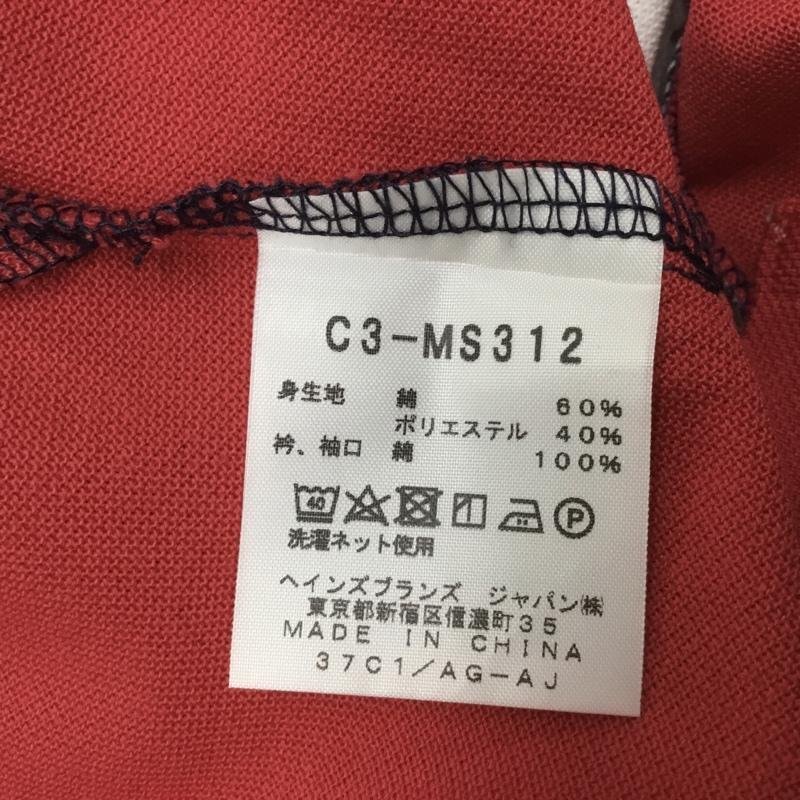 C3-MS312
身生地 綿 60%
ポリエステル 40%
衿、袖口 綿 100%
40 P
洗濯ネット使用
ヘインズブランズ ジャパン㈱
東京都新宿区信濃町35
MADE IN CHINA
37C1/AG-AJ